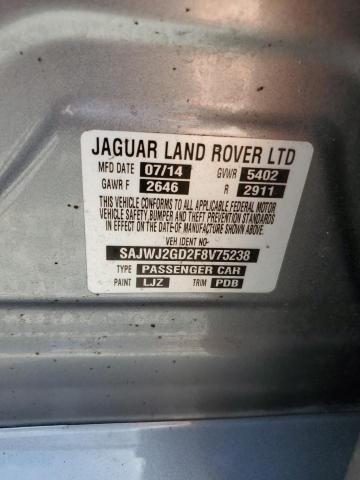 JAGUAR LAND ROVER LTD
MFD DATE 07/14 GVWR 5402
GAWR F 2646 R 2911
THIS VEHICLE CONFORMS TO ALL APPLICABLE FEDERAL MOTOR
VEHICLE SAFETY,BUMPER AND THEFT PREVENTION STANDARDS
IN EFFECT ON THE DATE OF MANUFACTURE SHOWN ABOVE.
VEH IDENT NO-
SAJWJ2GD2F8V75238
TYPE PASSENGER CAR
PAINT LJZ TRIM PDB